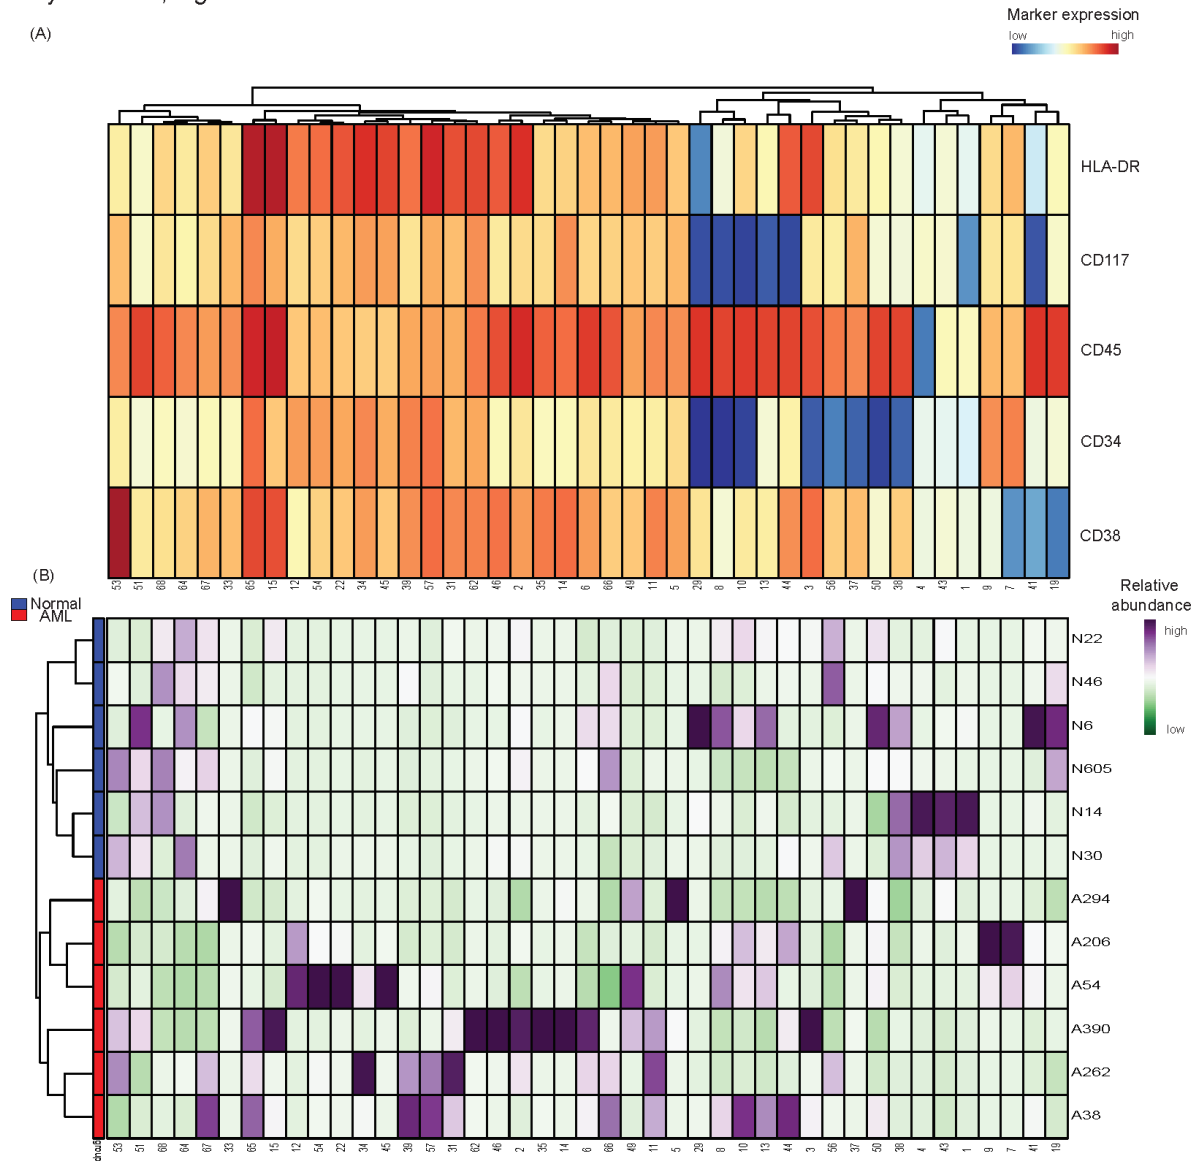 Marker expression
(A)
low high
HLA-DR
CD117
CD45
CD34
CD38
53 51 68 64 67 33 65 15 12 54 22 34 45 39 57 31 62 46 2 35 14 6 66 49 11 5 29 8 10 13 44 3 56 37 50 38 4 43 1 9 7 41 19
(B)
Relative
abundance
Normal
AML
high
low
N22
N46
N6
N605
N14
N30
A294
A206
A54
A390
A262
A38
53 51 68 64 67 33 65 15 12 54 22 34 45 39 57 31 62 46 2 35 14 6 66 49 11 5 29 8 10 13 44 3 56 37 50 38 4 43 1 9 7 41 19